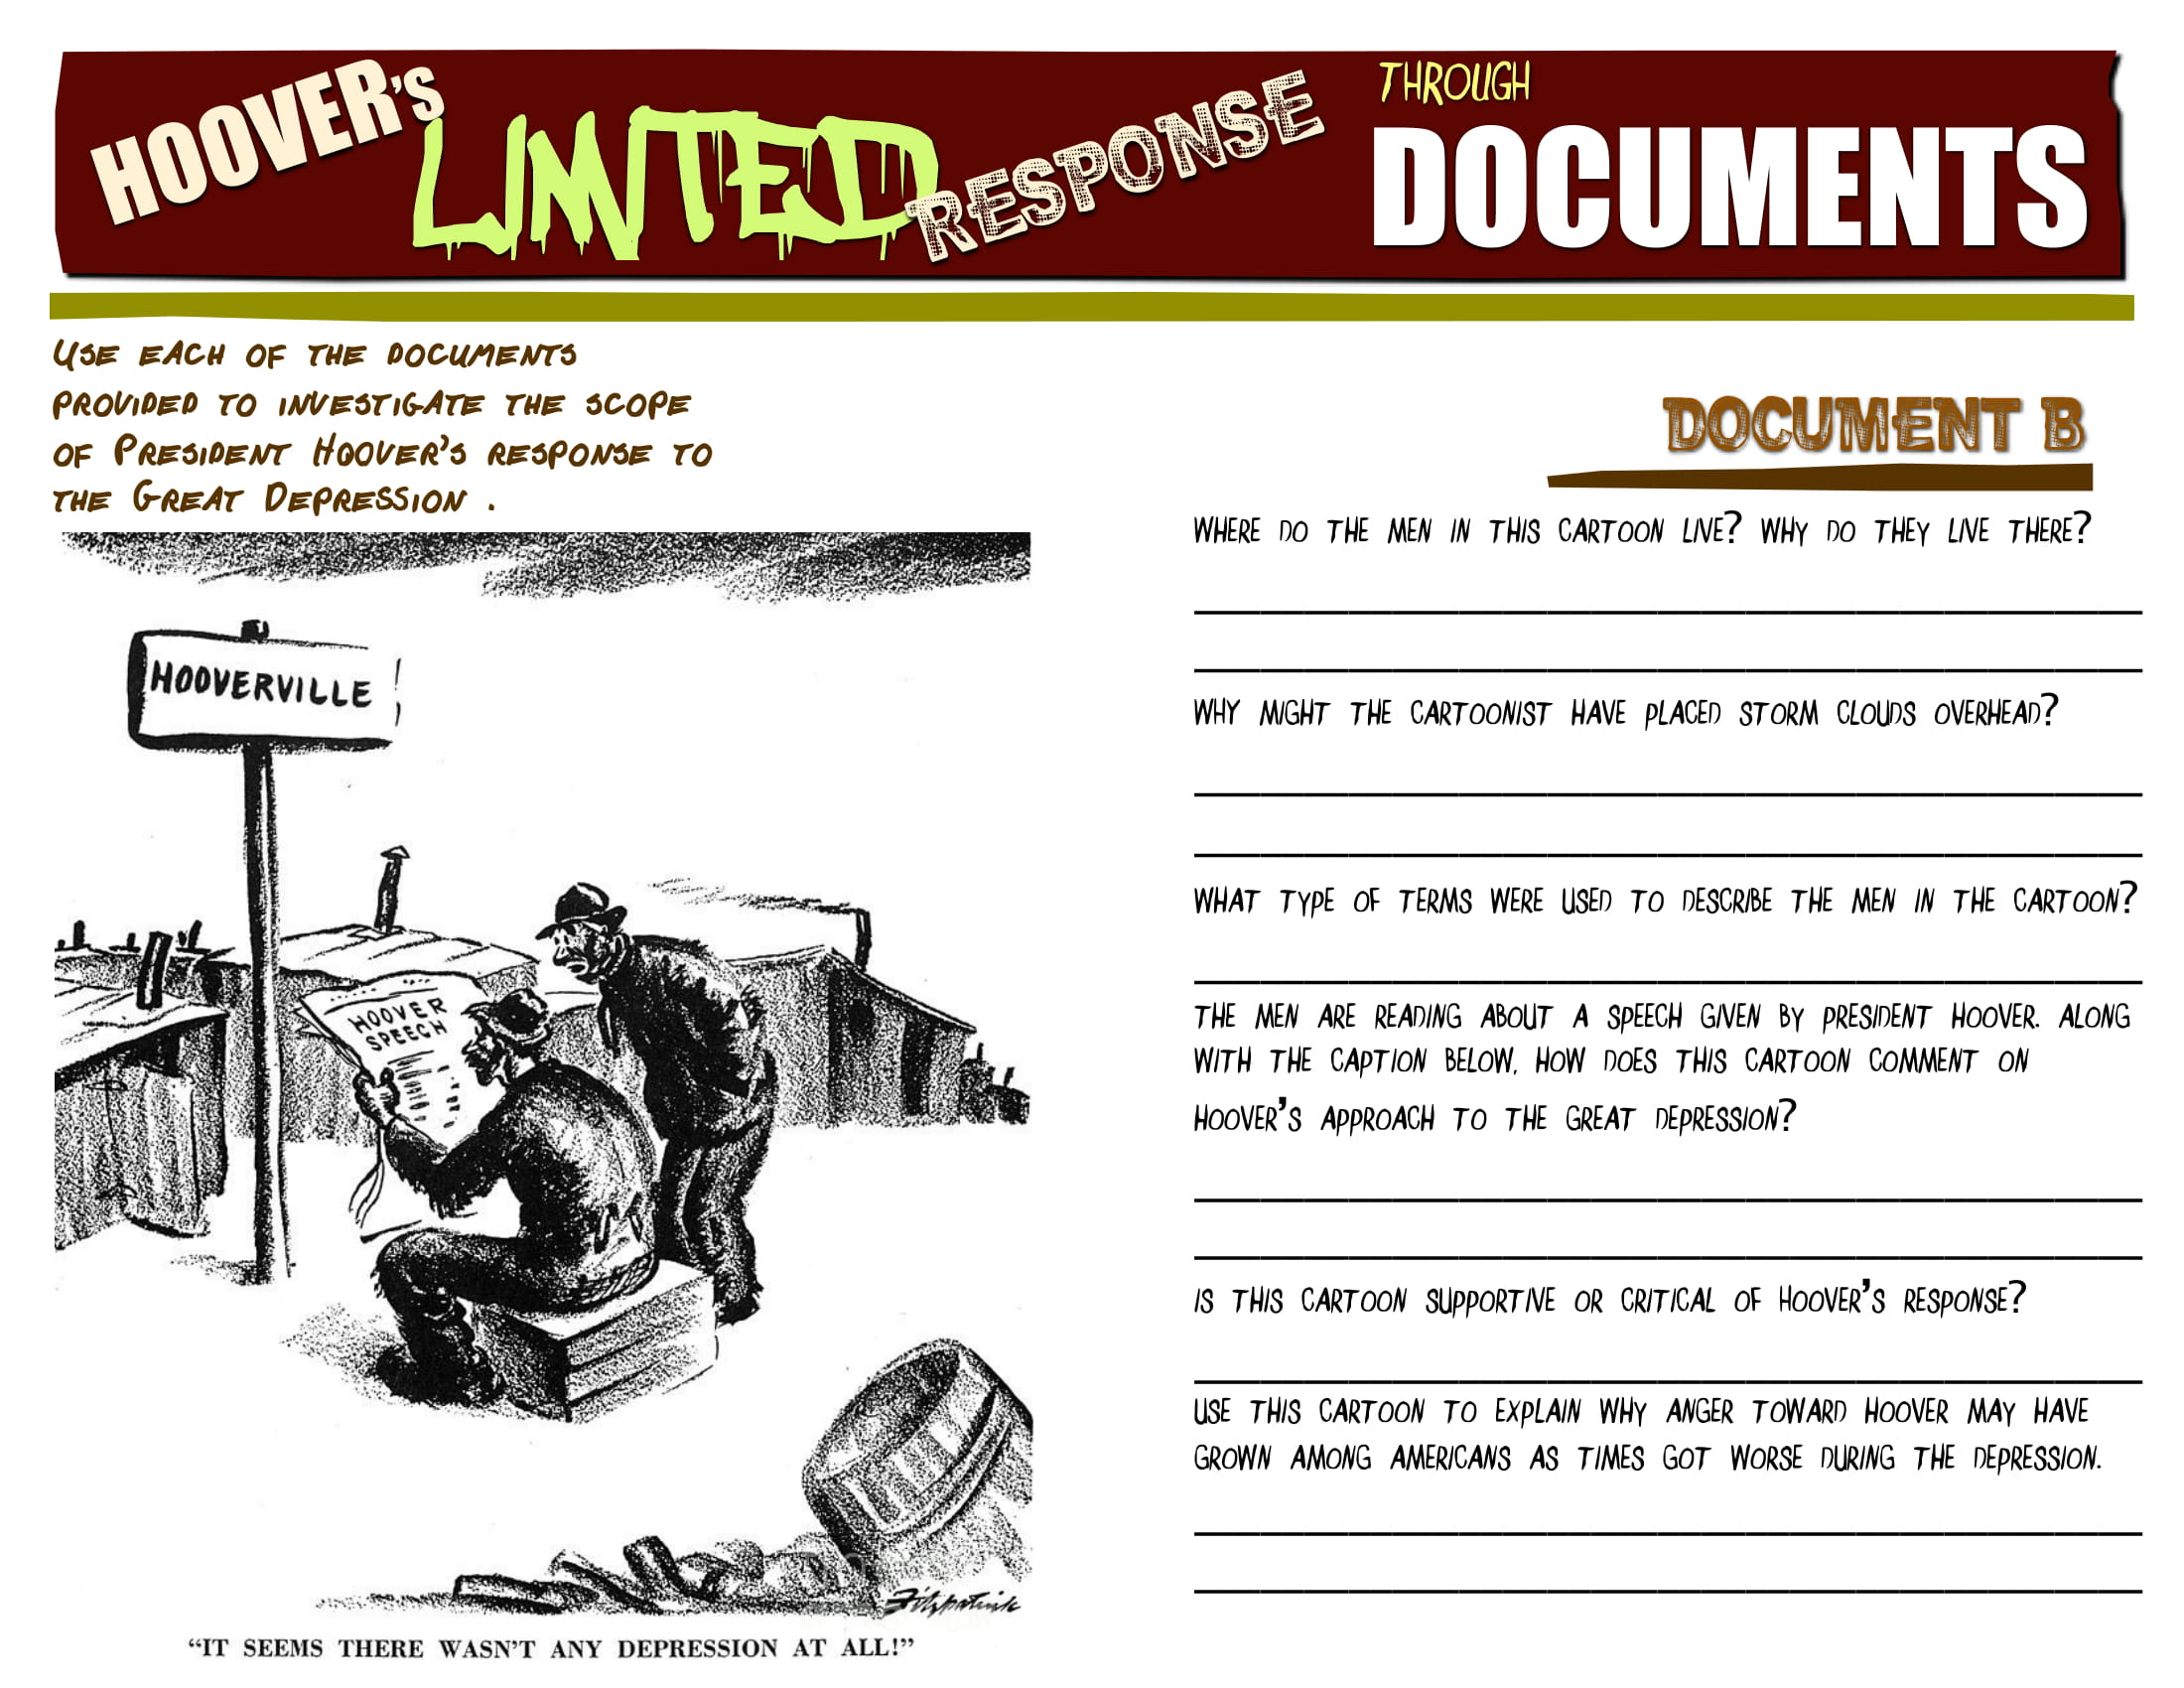 HOOVER's LIMITED RESPONSE THROUGH DOCUMENTS
USE EACH OF THE DOCUMENTS
PROVIDED TO INVESTIGATE THE SCOPE
OF PRESIDENT HOOVER'S RESPONSE TO
THE GREAT DEPRESSION .
HOOVERVILLE
HOOVER
SPEECH
Fitzpatrick
"IT SEEMS THERE WASN'T ANY DEPRESSION AT ALL!"
DOCUMENT B
WHERE DO THE MEN IN THIS CARTOON LIVE? WHY DO THEY LIVE THERE?
WHY MIGHT THE CARTOONIST HAVE PLACED STORM CLOUDS OVERHEAD?
WHAT TYPE OF TERMS WERE USED TO DESCRIBE THE MEN IN THE CARTOON?
THE MEN ARE READING ABOUT A SPEECH GIVEN BY PRESIDENT HOOVER. ALONG
WITH THE CAPTION BELOW, HOW DOES THIS CARTOON COMMENT ON
HOOVER'S APPROACH TO THE GREAT DEPRESSION?
IS THIS CARTOON SUPPORTIVE OR CRITICAL OF HOOVER'S RESPONSE?
USE THIS CARTOON TO EXPLAIN WHY ANGER TOWARD HOOVER MAY HAVE
GROWN AMONG AMERICANS AS TIMES GOT WORSE DURING THE DEPRESSION.